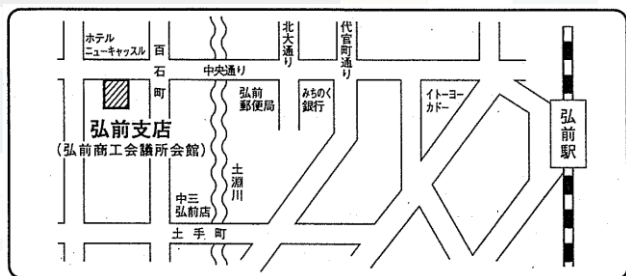 ホテル
ニューキャッスル
百石町
中央通り
北大通り
代官町通り
弘前
郵便局
みちのく
銀行
イトーヨー
カドー
弘前駅
弘前支店
(弘前商工会議所会館)
土淵川
中三
弘前店
土手町